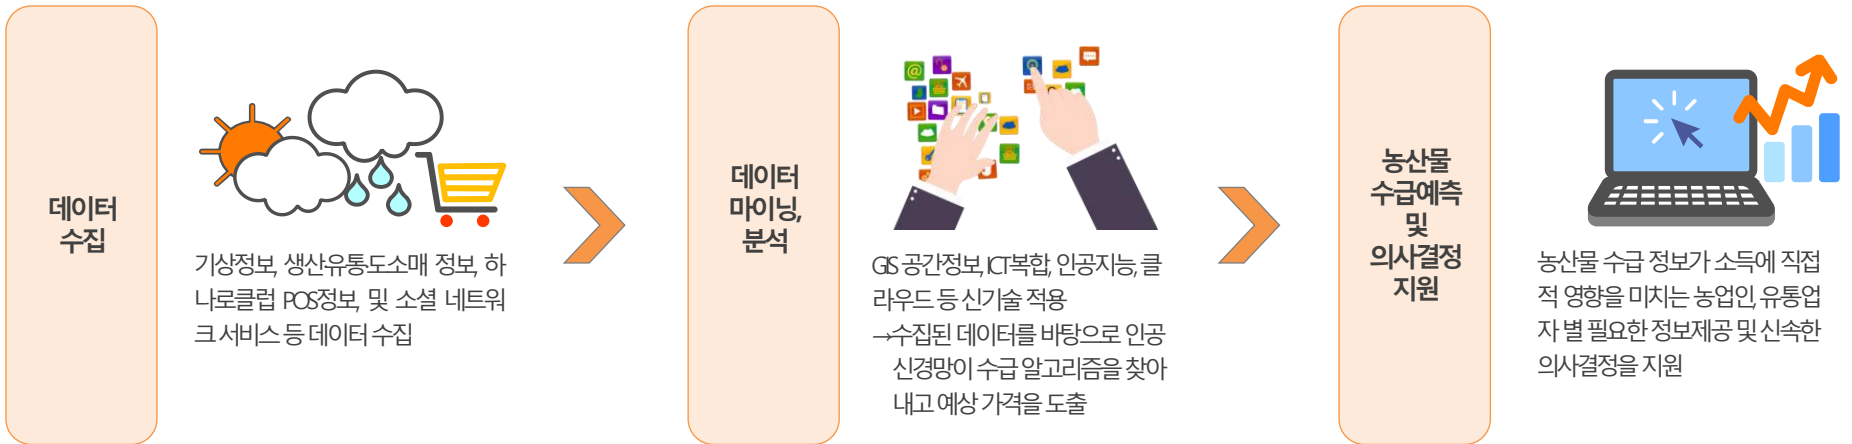 데이터
수집
기상정보, 생산유통도소매 정보, 하
나로클럽 POS정보, 및 소셜 네트워
크 서비스 등 데이터 수집
데이터
마이닝,
분석
GIS 공간정보, ICT복합, 인공지능, 클
라우드 등 신기술 적용
→수집된 데이터를 바탕으로 인공
신경망이 수급 알고리즘을 찾아
내고 예상 가격을 도출
농산물
수급예측
및
의사결정
지원
농산물 수급 정보가 소득에 직접
적 영향을 미치는 농업인, 유통업
자 별 필요한 정보제공 및 신속한
의사결정을 지원